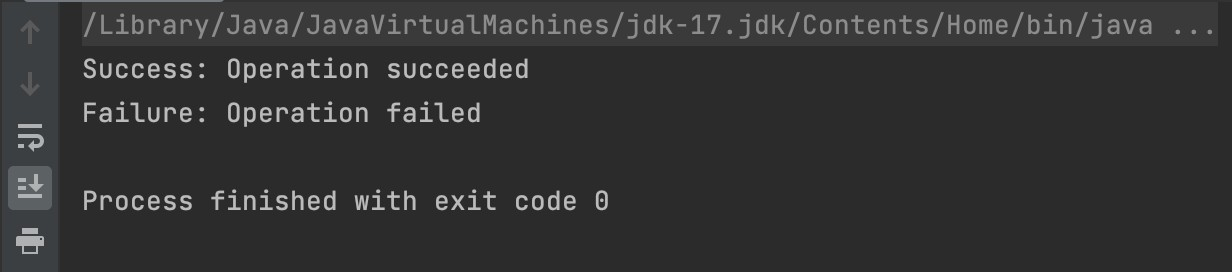 /Library/Java/JavaVirtualMachines/jdk-17.jdk/Contents/Home/bin/java ...
Success: Operation succeeded
Failure: Operation failed
Process finished with exit code 0